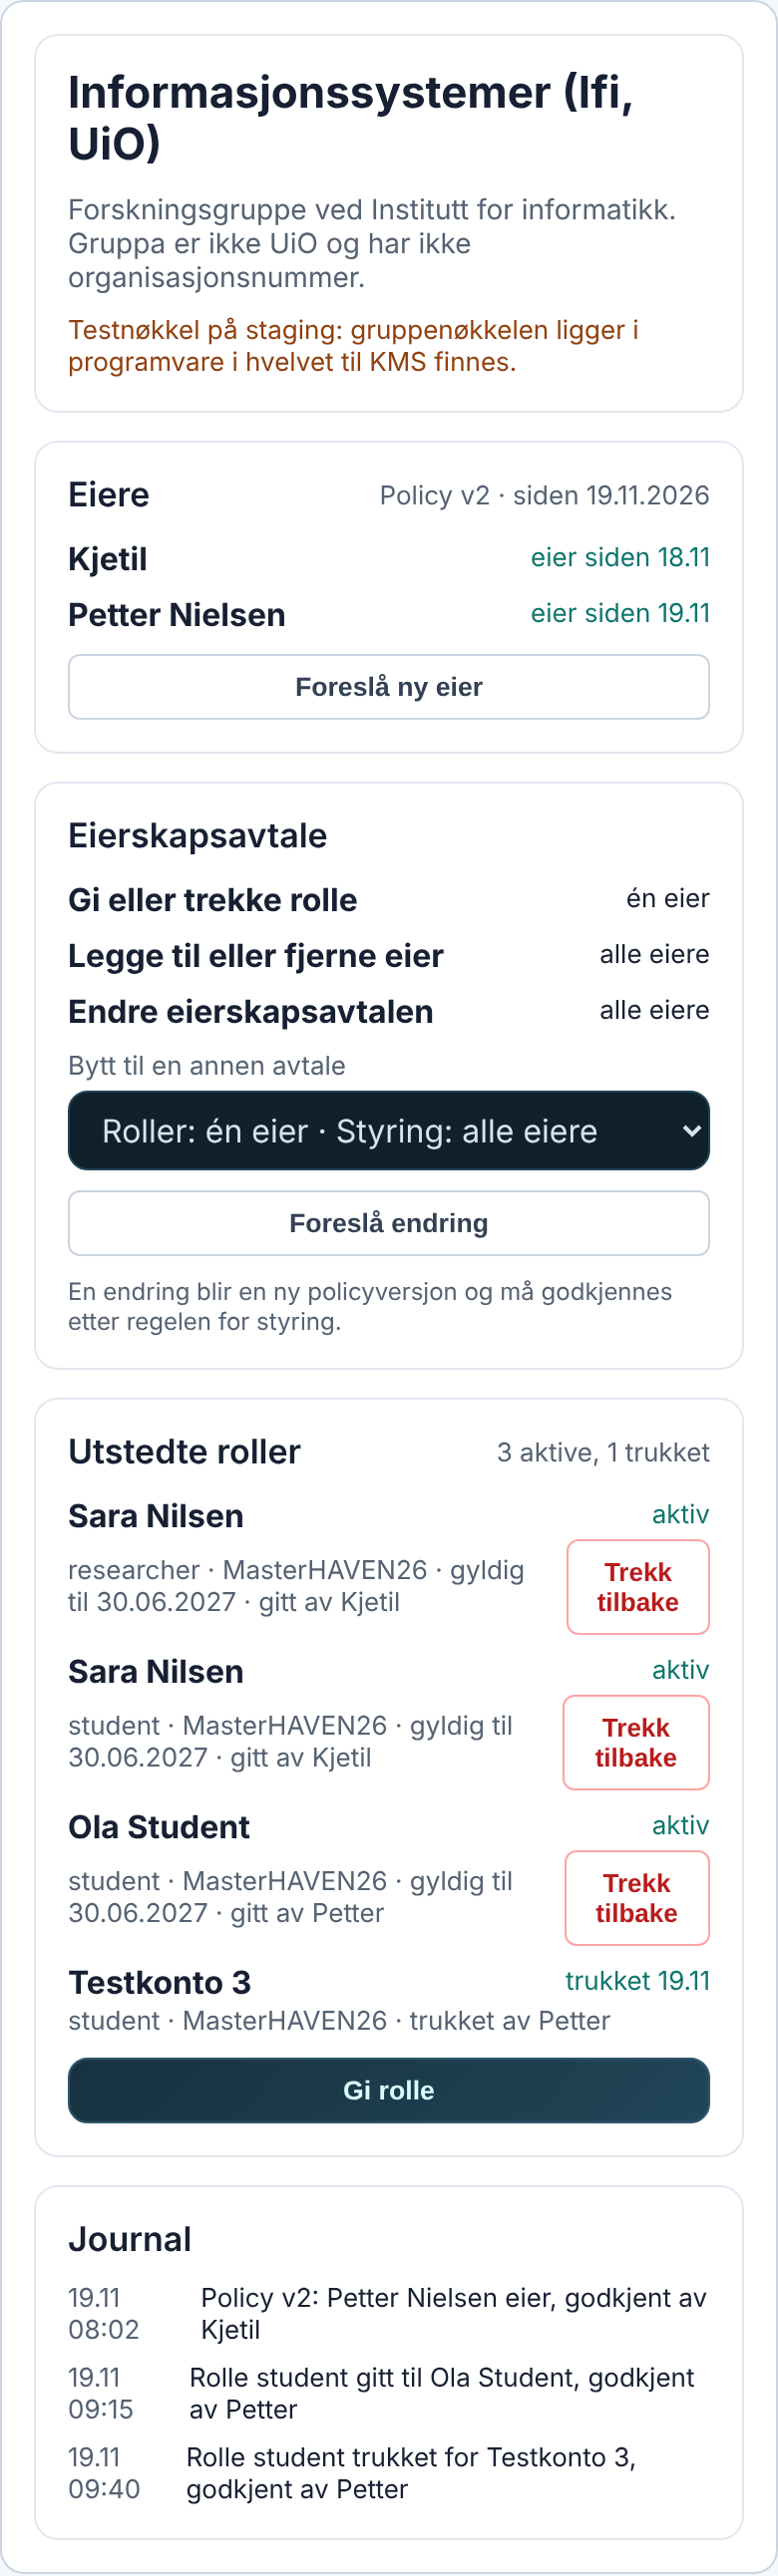 Informasjonssystemer (Ifi,
UiO)
Forskningsgruppe ved Institutt for informatikk.
Gruppa er ikke UiO og har ikke
organisasjonsnummer.
Testnøkkel på staging: gruppenøkkelen ligger i
programvare i hvelvet til KMS finnes.
Eiere Policy v2 · siden 19.11.2026
Kjetil eier siden 18.11
Petter Nielsen eier siden 19.11
Foreslå ny eier
Eierskapsavtale
Gi eller trekke rolle én eier
Legge til eller fjerne eier alle eiere
Endre eierskapsavtalen alle eiere
Bytt til en annen avtale
Roller: én eier · Styring: alle eiere
Foreslå endring
En endring blir en ny policyversjon og må godkjennes
etter regelen for styring.
Utstedte roller 3 aktive, 1 trukket
Sara Nilsen aktiv
researcher · MasterHAVEN26 · gyldig
til 30.06.2027 · gitt av Kjetil
Trekk
tilbake
Sara Nilsen aktiv
student · MasterHAVEN26 · gyldig til
30.06.2027 · gitt av Kjetil
Trekk
tilbake
Ola Student aktiv
student · MasterHAVEN26 · gyldig til
30.06.2027 · gitt av Petter
Trekk
tilbake
Testkonto 3 trukket 19.11
student · MasterHAVEN26 · trukket av Petter
Gi rolle
Journal
19.11 Policy v2: Petter Nielsen eier, godkjent av
08:02 Kjetil
19.11 Rolle student gitt til Ola Student, godkjent
09:15 av Petter
19.11 Rolle student trukket for Testkonto 3,
09:40 godkjent av Petter